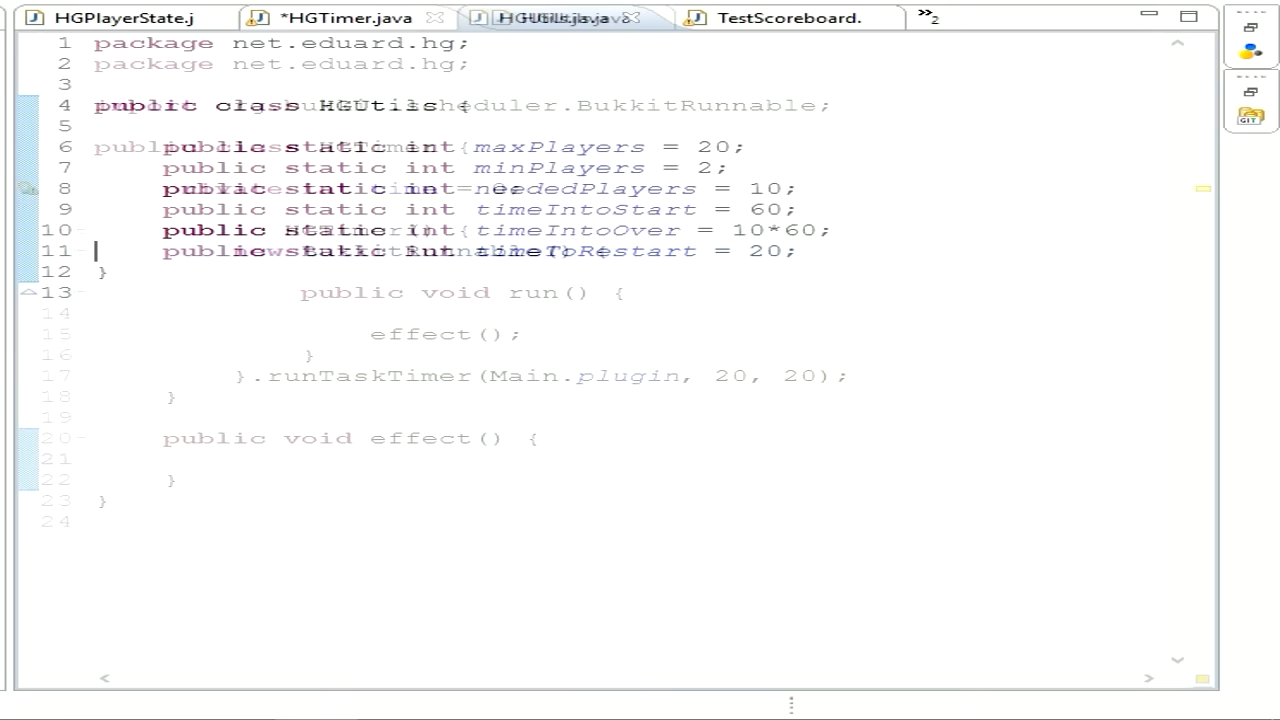 HGPlayerState.j *HGTimer.java HGUtils.java TestScoreboard. »2
1 package net.eduard.hg;
2 package net.eduard.hg;
3
4 public class HGUtils {
5
6 public static int maxPlayers = 20;
7 public static int minPlayers = 2;
8 public static int neededPlayers = 10;
9 public static int timeIntoStart = 60;
10 public static int timeIntoOver = 10*60;
11 public static int timeToRestart = 20;
12 }
13 public void run() {
14
15 effect();
16 }
17 }.runTaskTimer(Main.plugin, 20, 20);
18 }
19
20 public void effect() {
21
22 }
23 }
24
GIT